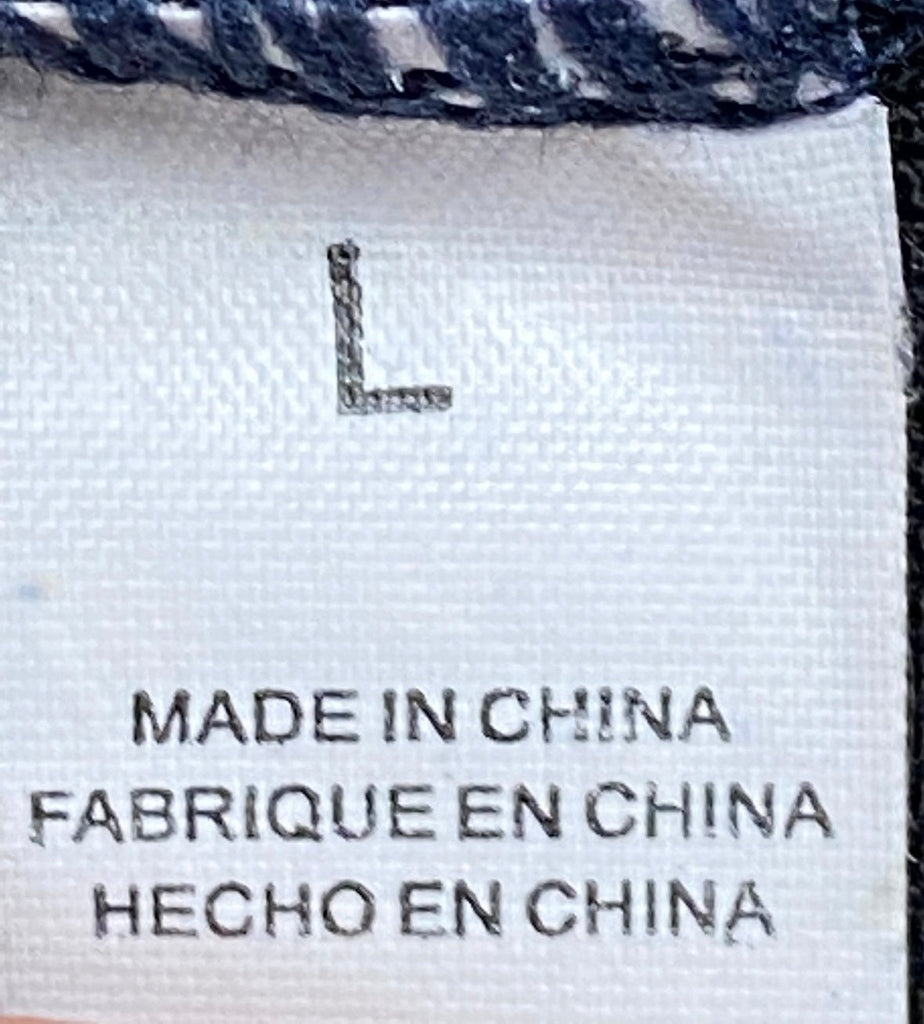 L
MADE IN CHINA
FABRIQUE EN CHINA
HECHO EN CHINA